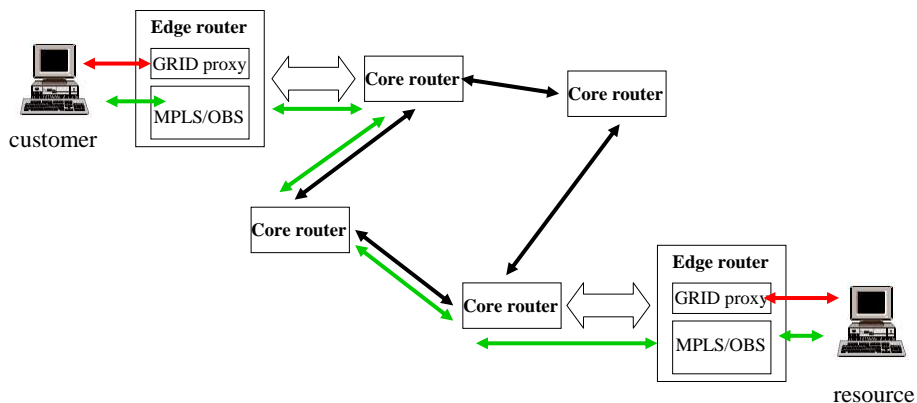 Edge router
GRID proxy
MPLS/OBS
customer
Core router
Core router
Core router
Core router
Edge router
GRID proxy
MPLS/OBS
resource